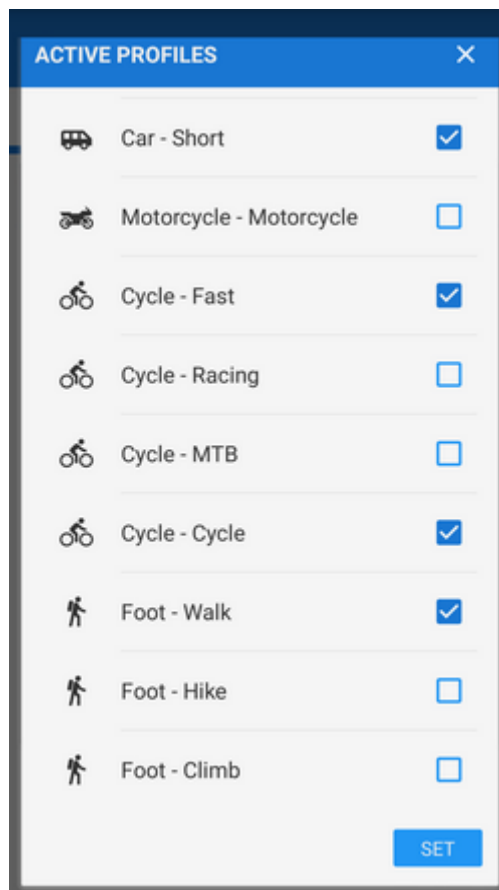 ACTIVE PROFILES
Car - Short
Motorcycle - Motorcycle
Cycle - Fast
Cycle - Racing
Cycle - MTB
Cycle - Cycle
Foot - Walk
Foot - Hike
Foot - Climb
SET